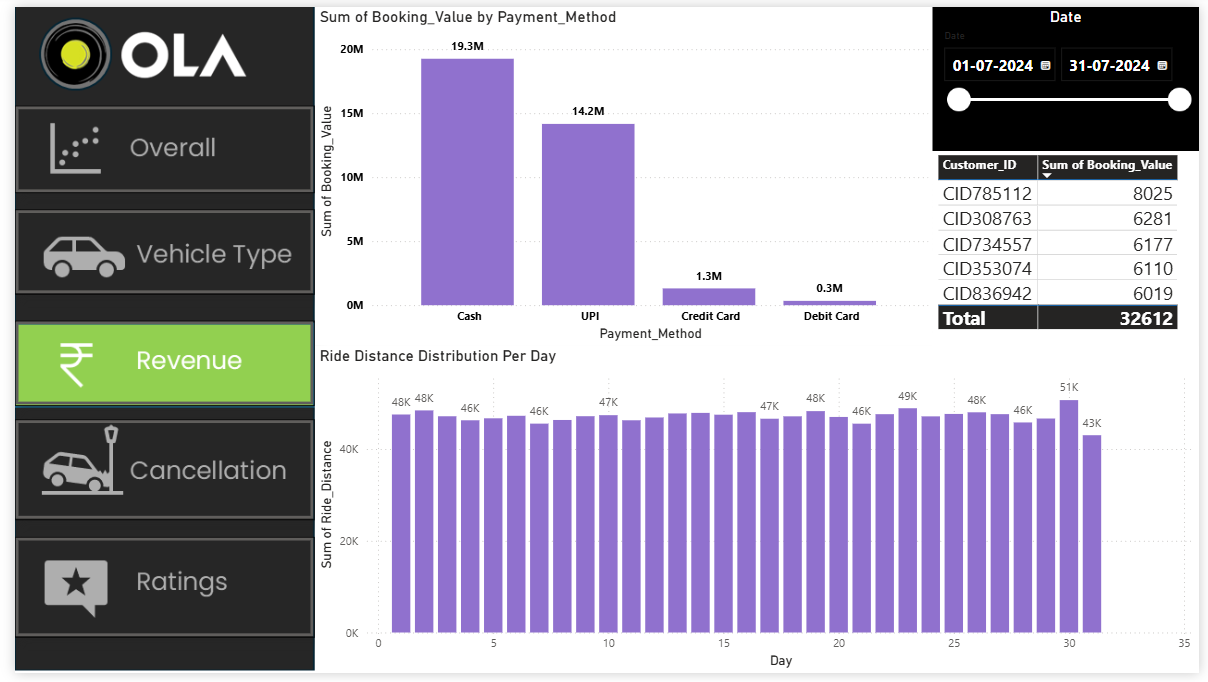 OLA
Overall
Vehicle Type
Revenue
Cancellation
Ratings
Sum of Booking_Value by Payment_Method
Sum of Booking_Value
20M
15M
10M
5M
0M
19.3M
14.2M
1.3M
0.3M
Cash UPI Credit Card Debit Card
Payment_Method
Date
Date
01-07-2024 31-07-2024
Customer_ID Sum of Booking_Value
CID785112 8025
CID308763 6281
CID734557 6177
CID353074 6110
CID836942 6019
Total 32612
Ride Distance Distribution Per Day
Sum of Ride_Distance
40K
20K
0K
48K 48K 46K 46K 47K 47K 48K 46K 49K 48K 46K 51K 43K
0 5 10 15 20 25 30 35
Day